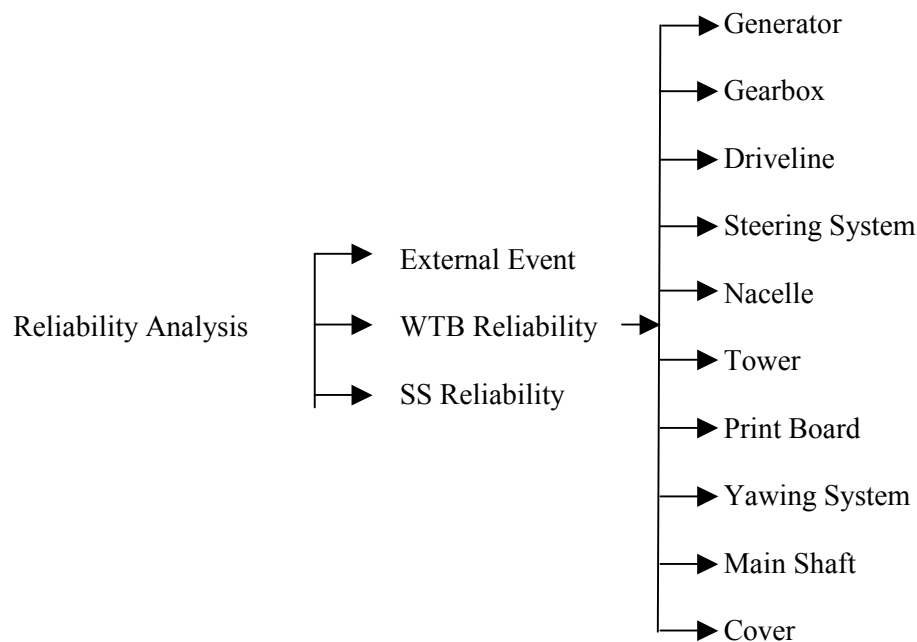 Reliability Analysis
External Event
WTB Reliability
SS Reliability
Generator
Gearbox
Driveline
Steering System
Nacelle
Tower
Print Board
Yawing System
Main Shaft
Cover